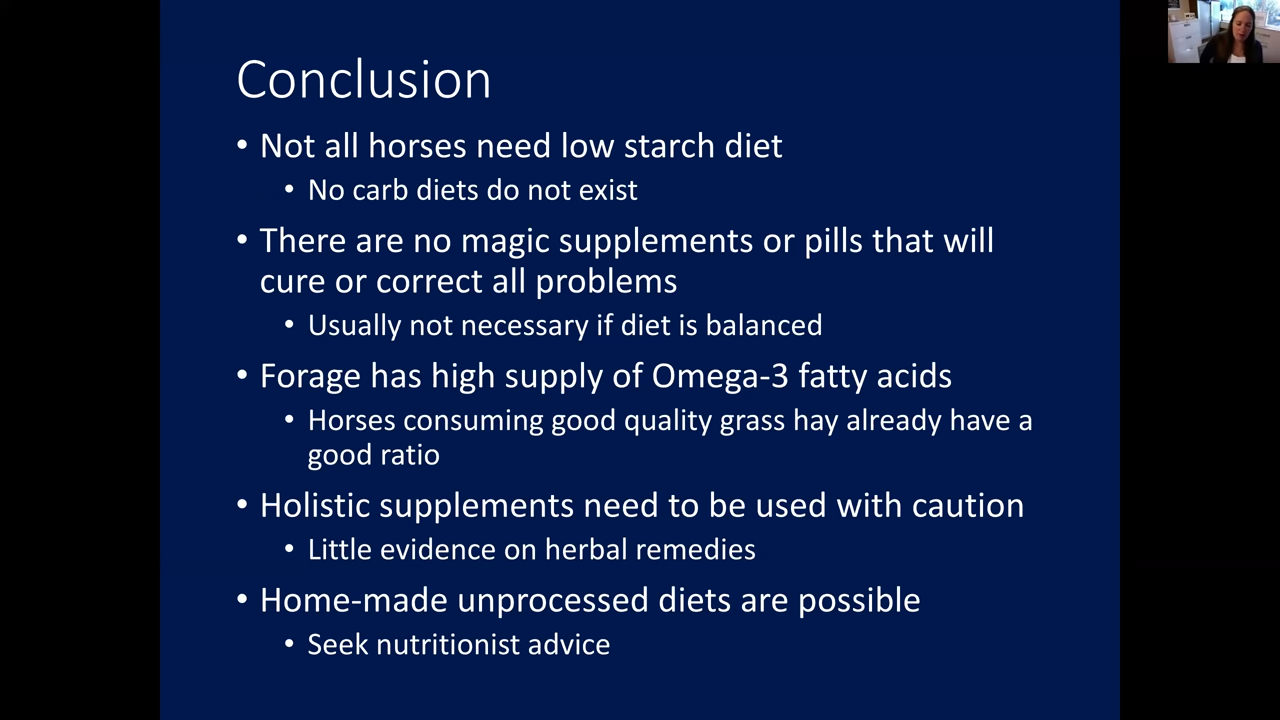 Conclusion
• Not all horses need low starch diet
• No carb diets do not exist
• There are no magic supplements or pills that will
cure or correct all problems
• Usually not necessary if diet is balanced
• Forage has high supply of Omega-3 fatty acids
• Horses consuming good quality grass hay already have a
good ratio
• Holistic supplements need to be used with caution
• Little evidence on herbal remedies
• Home-made unprocessed diets are possible
• Seek nutritionist advice